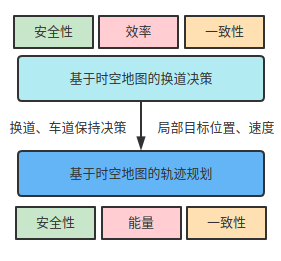 安全性 效率 一致性
基于时空地图的换道决策
换道、车道保持决策 局部目标位置、速度
基于时空地图的轨迹规划
安全性 能量 一致性